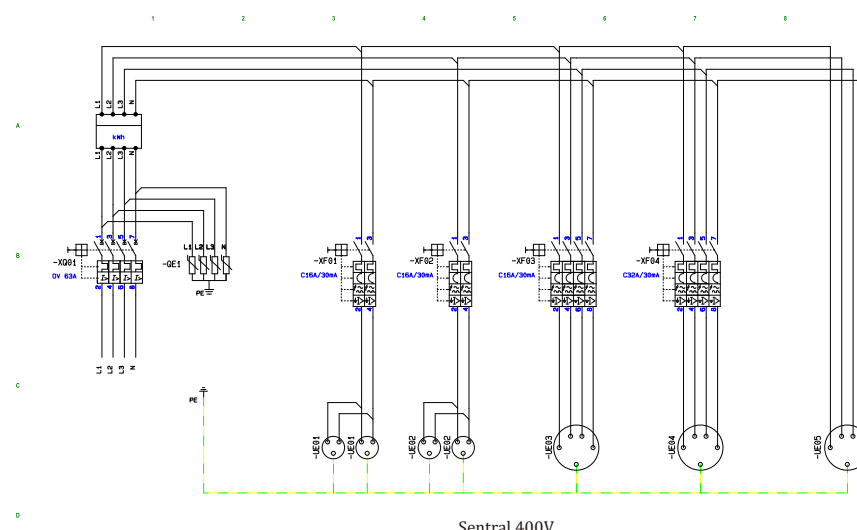 1 2 3 4 5 6 7 8
A
L1 L2 L3 N
kWh
L1 L2 L3 N
B
1 3 5 7
-XQ01
OV 63A
2 4 6 8
L1 L2 L3 N
-QE1
PE
1 3
-XF01
C16A/30mA
2 4
1 3
-XF02
C16A/30mA
2 4
1 3 5 7
-XF03
C16A/30mA
2 4 6 8
1 3 5 7
-XF04
C32A/30mA
2 4 6 8
L1 L2 L3 N
C
PE
-UE01 -UE01 -UE02 -UE02 -UE03 -UE04 -UE05
D
Sentral 400V